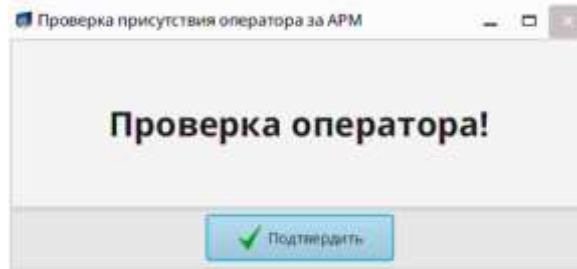 Проверка присутствия оператора за АРМ
Проверка оператора!
Подтвердить